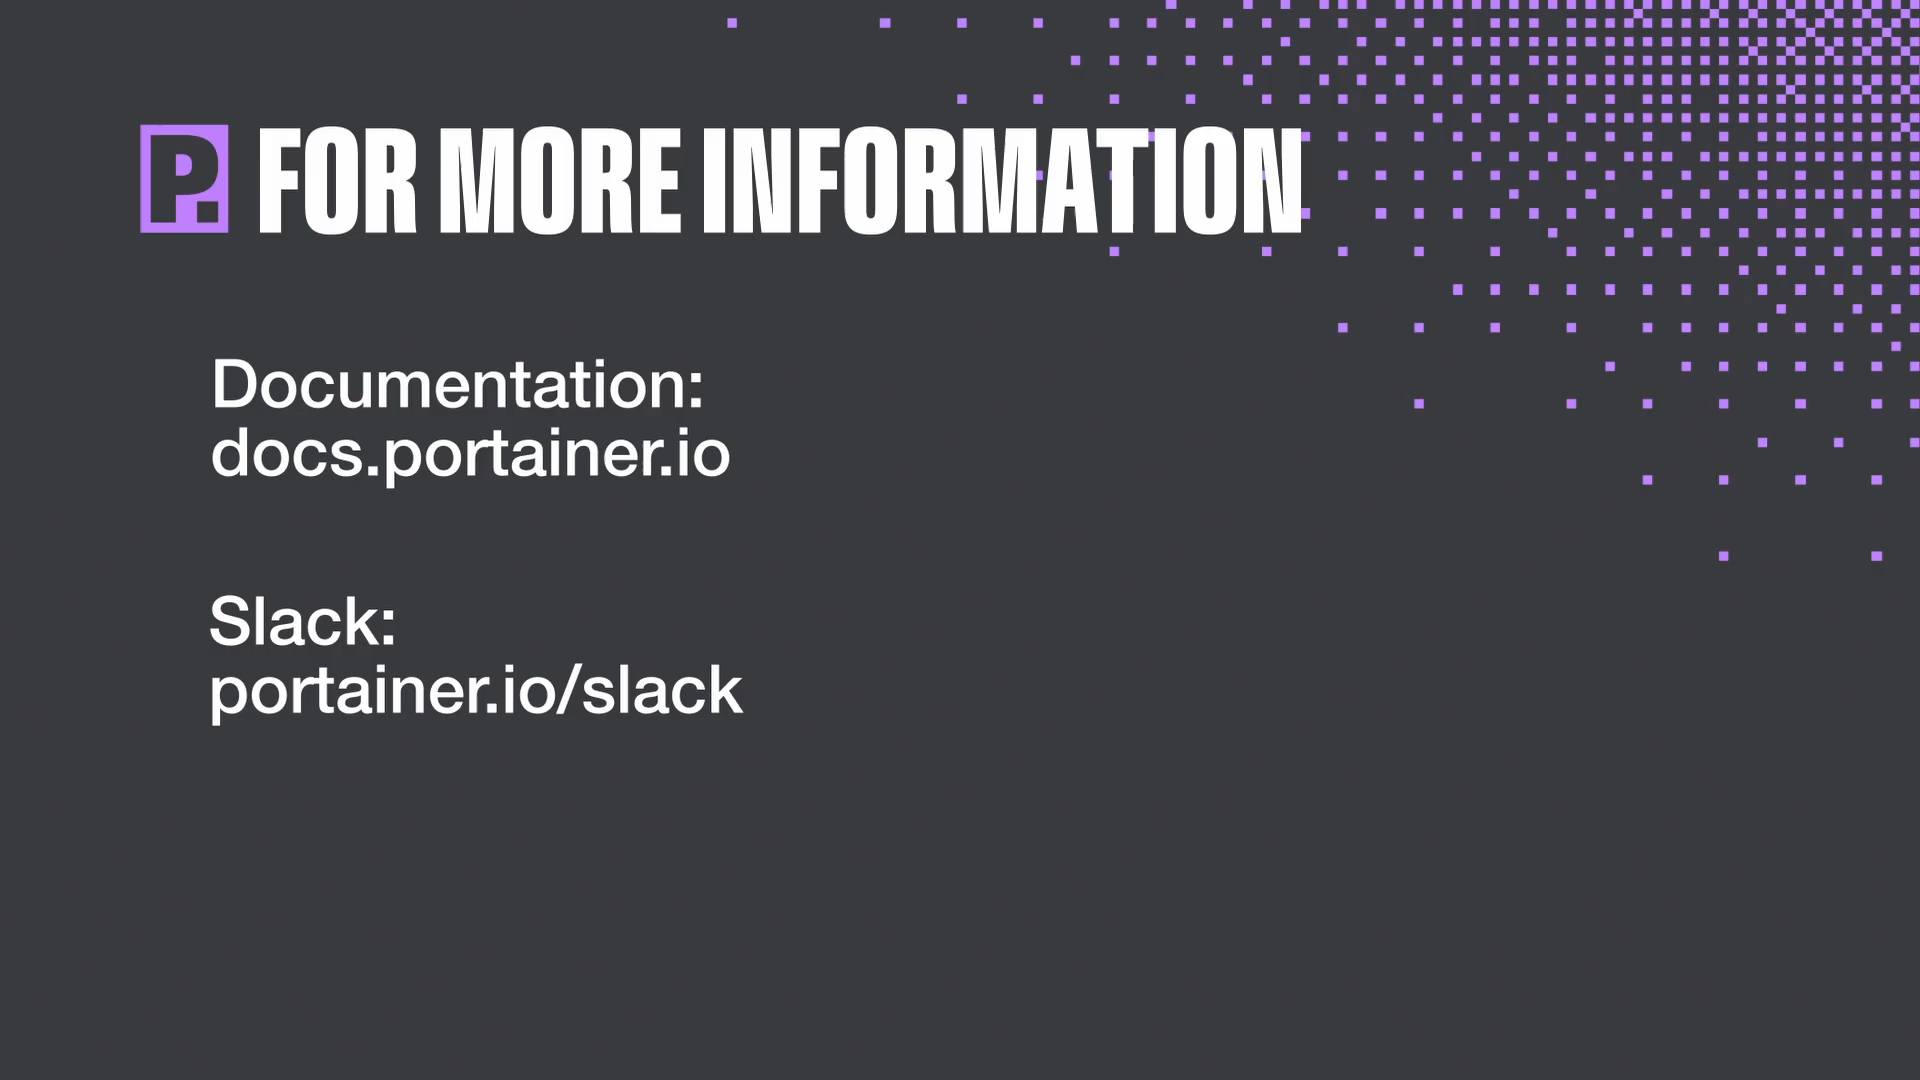 P. FOR MORE INFORMATION
Documentation:
docs.portainer.io
Slack:
portainer.io/slack